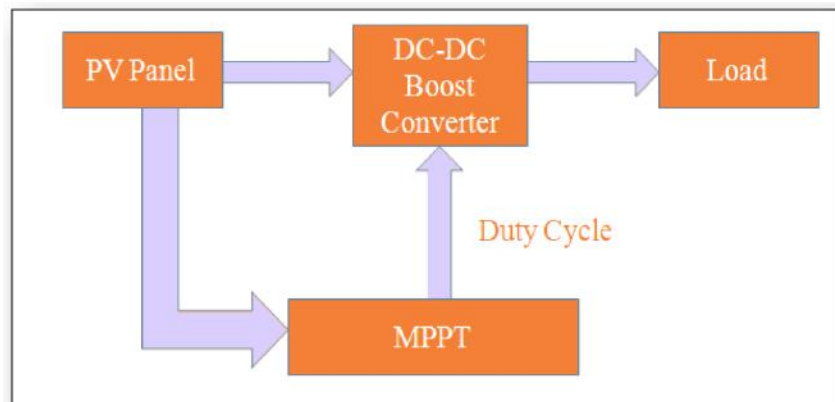 PV Panel
DC-DC
Boost
Converter
Load
Duty Cycle
MPPT